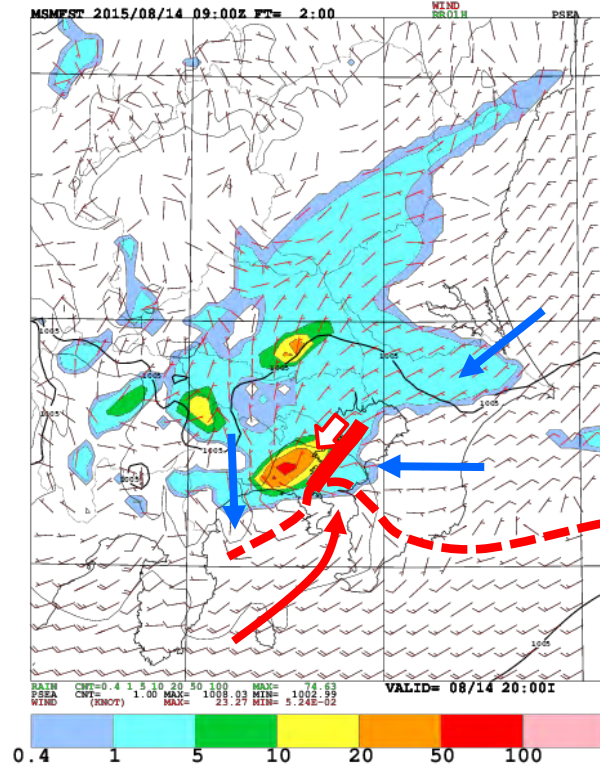 MSMFST 2015/08/14 09:00Z FT= 2:00
WIND
RR01H
PSEA
1005
1005
1005
1005
1005
1005
1005
1005
1005
1005
RAIN CNT=0.4 1 5 10 20 50 100 MAX= 74.63
PSEA CNT= 1.00 MAX= 1008.03 MIN= 1002.99
WIND (KNOT) MAX= 23.27 MIN= 5.24E-02
VALID= 08/14 20:00I
0.4 1 5 10 20 50 100